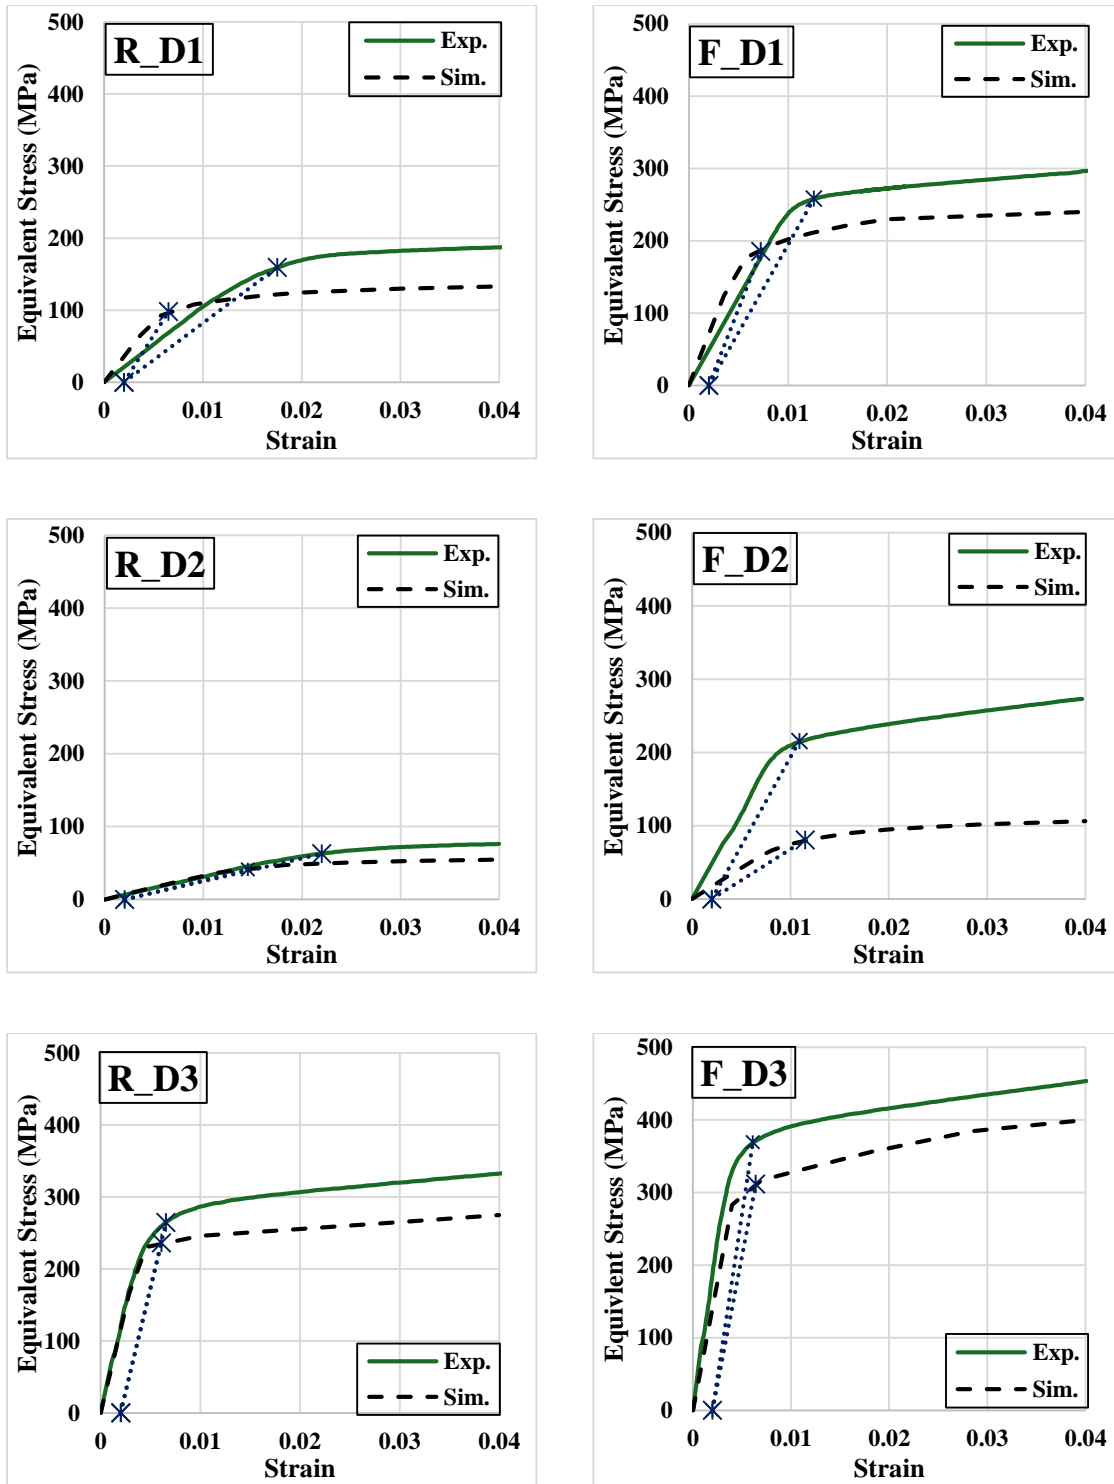 R_D1
Exp.
Sim.
Equivalent Stress (MPa)
500
400
300
200
100
0
0 0.01 0.02 0.03 0.04
Strain
F_D1
Exp.
Sim.
Equivalent Stress (MPa)
500
400
300
200
100
0
0 0.01 0.02 0.03 0.04
Strain
R_D2
Exp.
Sim.
Equivalent Stress (MPa)
500
400
300
200
100
0
0 0.01 0.02 0.03 0.04
Strain
F_D2
Exp.
Sim.
Equivalent Stress (MPa)
500
400
300
200
100
0
0 0.01 0.02 0.03 0.04
Strain
R_D3
Equivalent Stress (MPa)
500
400
300
200
100
0
Exp.
Sim.
0 0.01 0.02 0.03 0.04
Strain
F_D3
Equivlent Stress (MPa)
500
400
300
200
100
0
Exp.
Sim.
0 0.01 0.02 0.03 0.04
Strain